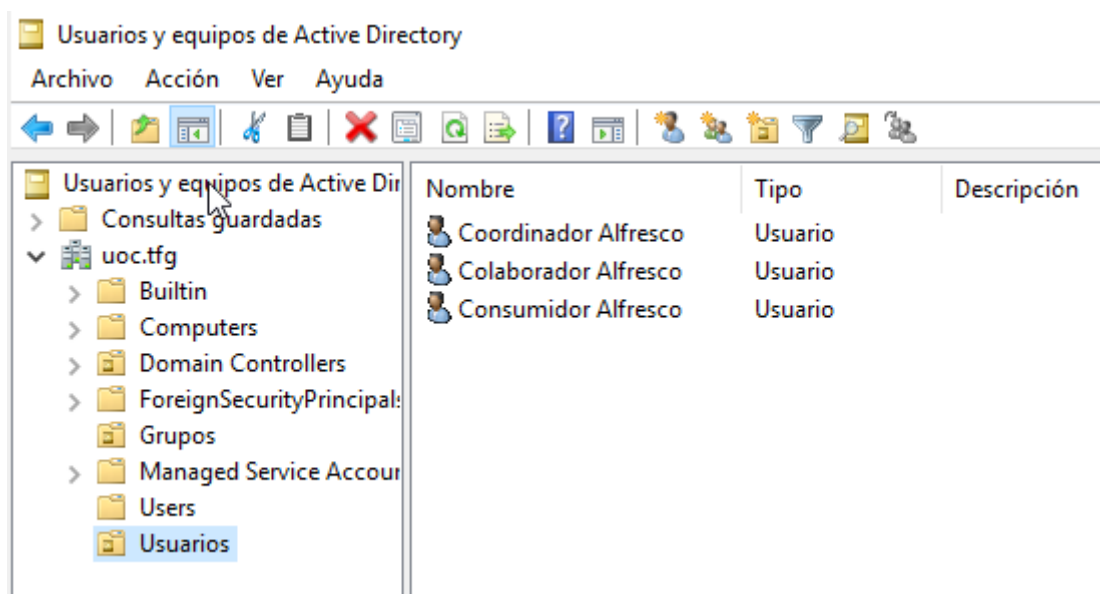 Usuarios y equipos de Active Directory
Archivo Acción Ver Ayuda
Usuarios y equipos de Active Dir
Consultas guardadas
uoc.tfg
Builtin
Computers
Domain Controllers
ForeignSecurityPrincipals
Grupos
Managed Service Accour
Users
Usuarios
Nombre Tipo Descripción
Coordinador Alfresco Usuario
Colaborador Alfresco Usuario
Consumidor Alfresco Usuario